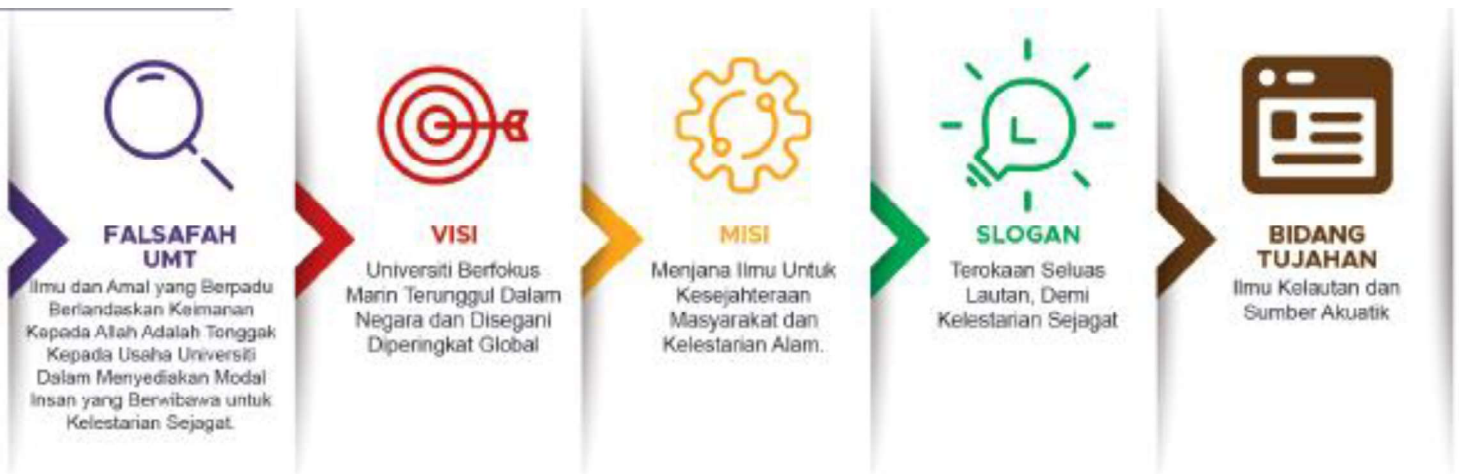 FALSAFAH
UMT
Ilmu dan Amal yang Berpadu
Berlandaskan Keimanan
Kepada Allah Adalah Tonggak
Kepada Usaha Universiti
Dalam Menyediakan Modal
Insan yang Berwibawa untuk
Kelestarian Sejagat.
VISI
Universiti Berfokus
Marin Terunggul Dalam
Negara dan Disegani
Diperingkat Global
MISI
Menjana Ilmu Untuk
Kesejahteraan
Masyarakat dan
Kelestarian Alam.
SLOGAN
Terokaan Seluas
Lautan, Demi
Kelestarian Sejagat
BIDANG
TUJAHAN
Ilmu Kelautan dan
Sumber Akuatik